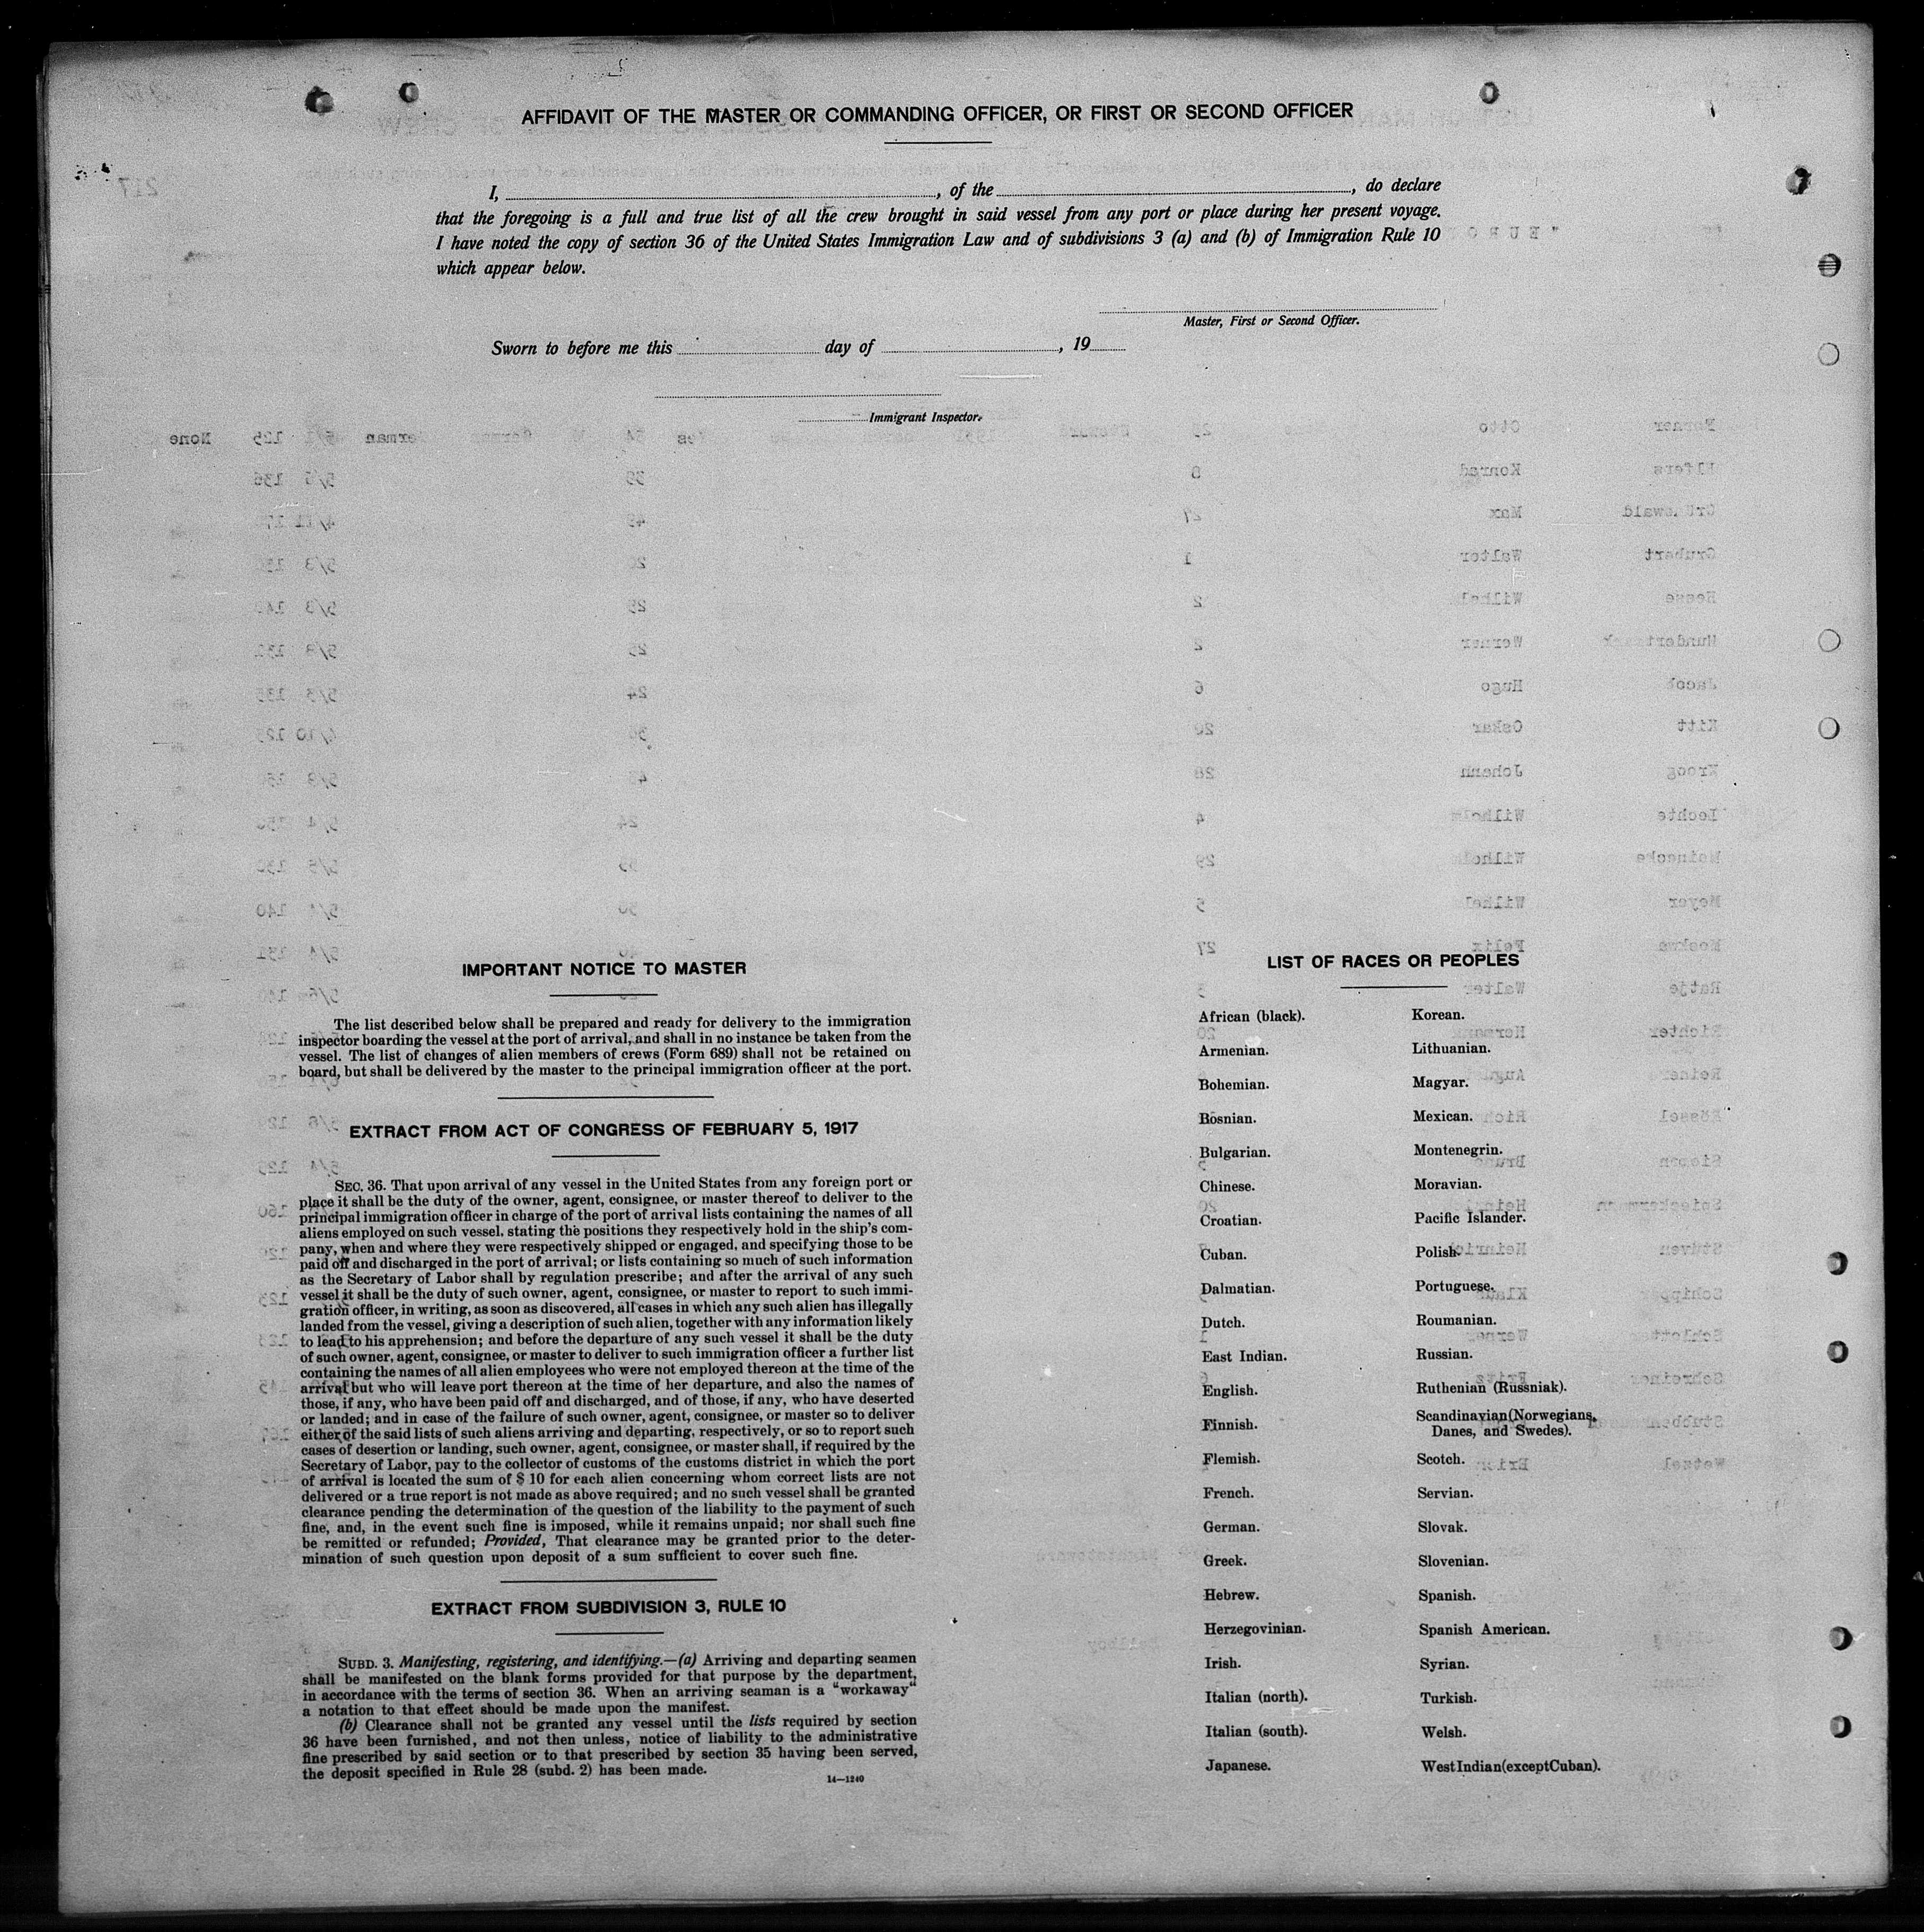 AFFIDAVIT OF THE MASTER OR COMMANDING OFFICER, OR FIRST OR SECOND OFFICER
I, , of the , do declare
that the foregoing is a full and true list of all the crew brought in said vessel from any port or place during her present voyage.
I have noted the copy of section 36 of the United States Immigration Law and of subdivisions 3 (a) and (b) of Immigration Rule 10
which appear below.
Master, First or Second Officer.
Sworn to before me this day of , 19
Immigrant Inspector.
IMPORTANT NOTICE TO MASTER
The list described below shall be prepared and ready for delivery to the immigration
inspector boarding the vessel at the port of arrival, and shall in no instance be taken from the
vessel. The list of changes of alien members of crews (Form 689) shall not be retained on
board, but shall be delivered by the master to the principal immigration officer at the port.
EXTRACT FROM ACT OF CONGRESS OF FEBRUARY 5, 1917
SEC. 36. That upon arrival of any vessel in the United States from any foreign port or
place it shall be the duty of the owner, agent, consignee, or master thereof to deliver to the
principal immigration officer in charge of the port of arrival lists containing the names of all
aliens employed on such vessel, stating the positions they respectively hold in the ship's com-
pany, when and where they were respectively shipped or engaged, and specifying those to be
paid off and discharged in the port of arrival; or lists containing so much of such information
as the Secretary of Labor shall by regulation prescribe; and after the arrival of any such
vessel it shall be the duty of such owner, agent, consignee, or master to report to such immi-
gration officer, in writing, as soon as discovered, all cases in which any such alien has illegally
landed from the vessel, giving a description of such alien, together with any information likely
to lead to his apprehension; and before the departure of any such vessel it shall be the duty
of such owner, agent, consignee, or master to deliver to such immigration officer a further list
containing the names of all alien employees who were not employed thereon at the time of the
arrival but who will leave port thereon at the time of her departure, and also the names of
those, if any, who have been paid off and discharged, and of those, if any, who have deserted
or landed; and in case of the failure of such owner, agent, consignee, or master so to deliver
either of the said lists of such aliens arriving and departing, respectively, or so to report such
cases of desertion or landing, such owner, agent, consignee, or master shall, if required by the
Secretary of Labor, pay to the collector of customs of the customs district in which the port
of arrival is located the sum of $ 10 for each alien concerning whom correct lists are not
delivered or a true report is not made as above required; and no such vessel shall be granted
clearance pending the determination of the question of the liability to the payment of such
fine, and, in the event such fine is imposed, while it remains unpaid; nor shall such fine
be remitted or refunded; Provided, That clearance may be granted prior to the deter-
mination of such question upon deposit of a sum sufficient to cover such fine.
EXTRACT FROM SUBDIVISION 3, RULE 10
SUBD. 3. Manifesting, registering, and identifying.—(a) Arriving and departing seamen
shall be manifested on the blank forms provided for that purpose by the department,
in accordance with the terms of section 36. When an arriving seaman is a "workaway"
a notation to that effect should be made upon the manifest.
(b) Clearance shall not be granted any vessel until the lists required by section
36 have been furnished, and not then unless, notice of liability to the administrative
fine prescribed by said section or to that prescribed by section 35 having been served,
the deposit specified in Rule 28 (subd. 2) has been made.
14—1240
LIST OF RACES OR PEOPLES
African (black).
Armenian.
Bohemian.
Bosnian.
Bulgarian.
Chinese.
Croatian.
Cuban.
Dalmatian.
Dutch.
East Indian.
English.
Finnish.
Flemish.
French.
German.
Greek.
Hebrew.
Herzegovinian.
Irish.
Italian (north).
Italian (south).
Japanese.
Korean.
Lithuanian.
Magyar.
Mexican.
Montenegrin.
Moravian.
Pacific Islander.
Polish.
Portuguese.
Roumanian.
Russian.
Ruthenian (Russniak).
Scandinavian(Norwegians,
Danes, and Swedes).
Scotch.
Servian.
Slovak.
Slovenian.
Spanish.
Spanish American.
Syrian.
Turkish.
Welsh.
WestIndian(exceptCuban).